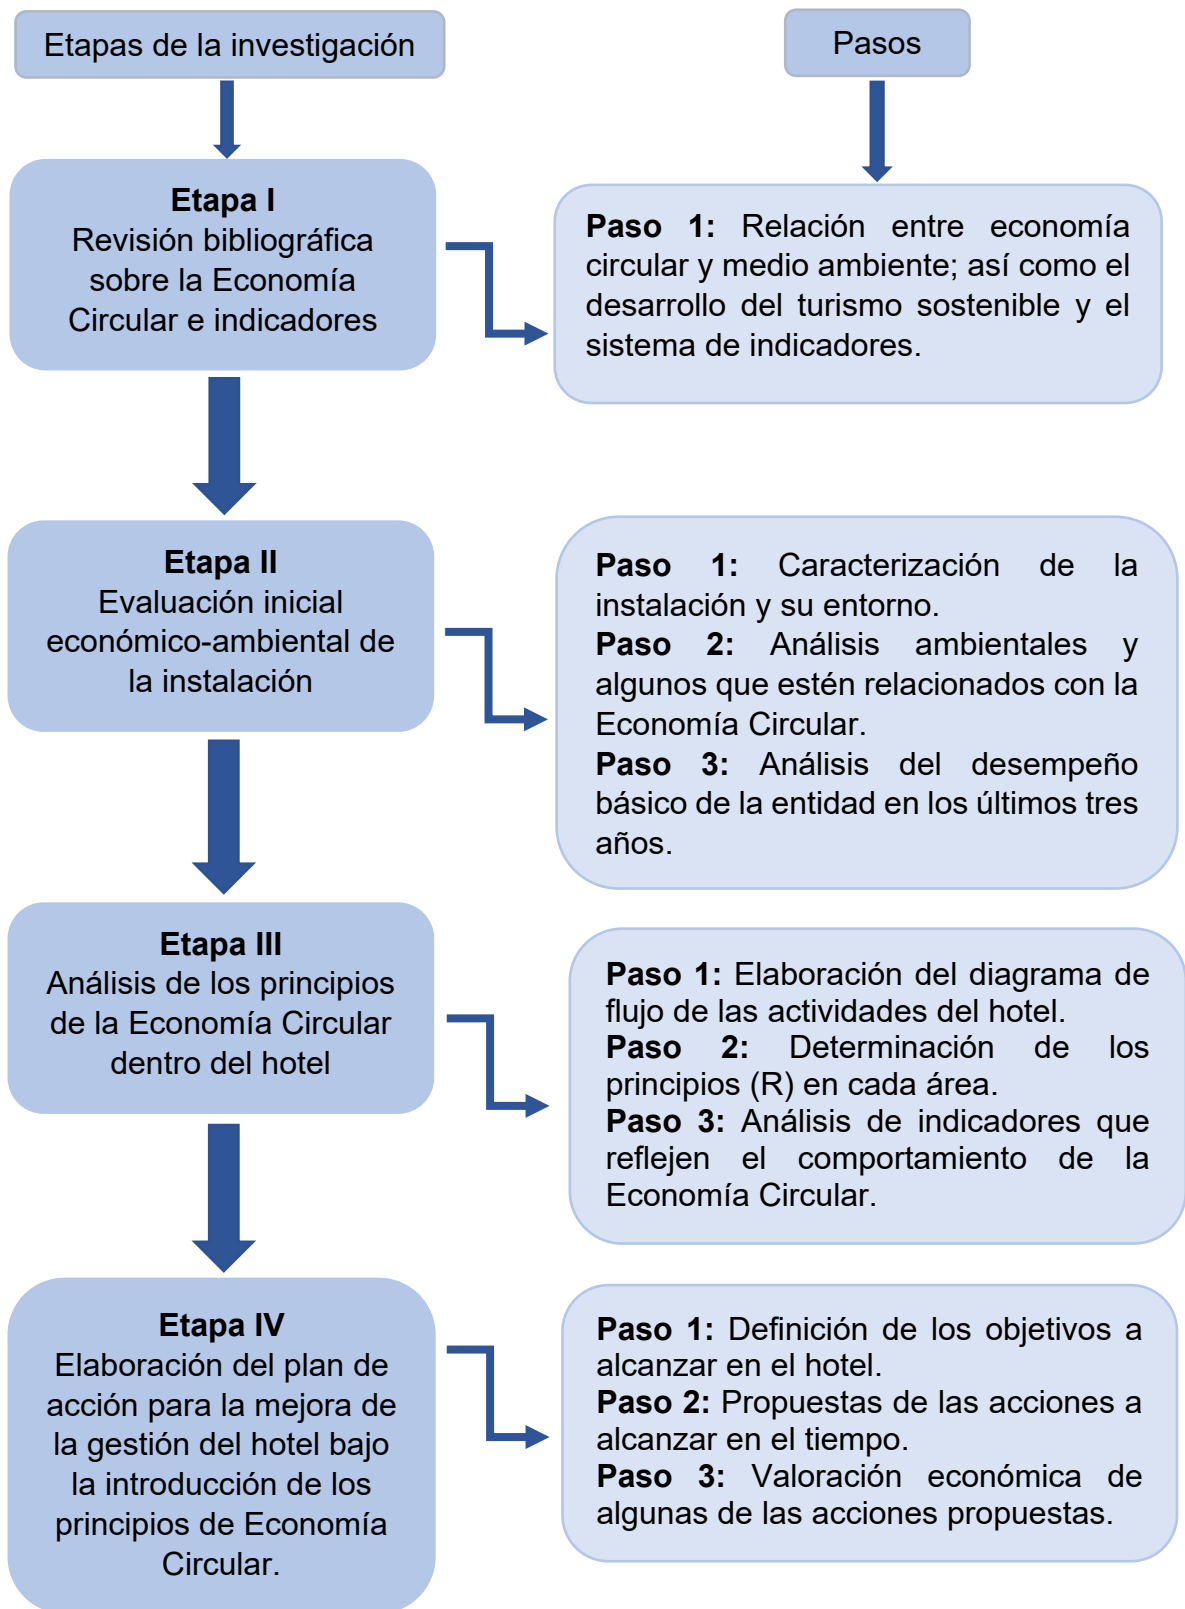 Etapas de la investigación
Pasos
Etapa I
Revisión bibliográfica
sobre la Economía
Circular e indicadores
Paso 1: Relación entre economía
circular y medio ambiente; así como el
desarrollo del turismo sostenible y el
sistema de indicadores.
Etapa II
Evaluación inicial
económico-ambiental de
la instalación
Paso 1: Caracterización de la
instalación y su entorno.
Paso 2: Análisis ambientales y
algunos que estén relacionados con la
Economía Circular.
Paso 3: Análisis del desempeño
básico de la entidad en los últimos tres
años.
Etapa III
Análisis de los principios
de la Economía Circular
dentro del hotel
Paso 1: Elaboración del diagrama de
flujo de las actividades del hotel.
Paso 2: Determinación de los
principios (R) en cada área.
Paso 3: Análisis de indicadores que
reflejen el comportamiento de la
Economía Circular.
Etapa IV
Elaboración del plan de
acción para la mejora de
la gestión del hotel bajo
la introducción de los
principios de Economía
Circular.
Paso 1: Definición de los objetivos a
alcanzar en el hotel.
Paso 2: Propuestas de las acciones a
alcanzar en el tiempo.
Paso 3: Valoración económica de
algunas de las acciones propuestas.